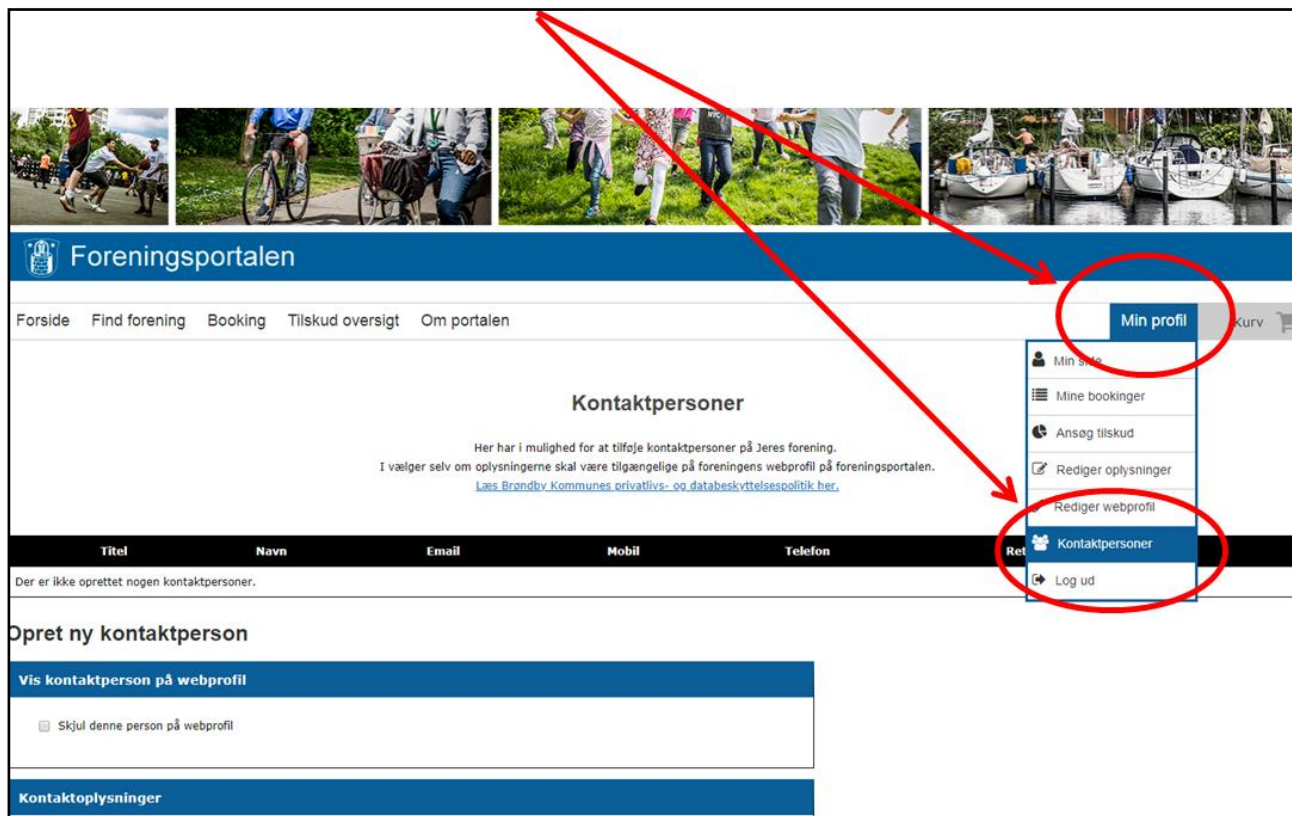 Foreningsportalen
Forside Find forening Booking Tilskud oversigt Om portalen Min profil Kurv
Min side
Mine bookinger
Ansøg tilskud
Rediger oplysninger
Rediger webprofil
Kontaktpersoner
Log ud
Kontaktpersoner
Her har i mulighed for at tilføje kontaktpersoner på Jeres forening.
I vælger selv om oplysningerne skal være tilgængelige på foreningens webprofil på foreningsportalen.
Læs Brøndby Kommunes privatlivs- og databeskyttelsespolitik her.
Titel Navn Email Mobil Telefon Ret
Der er ikke oprettet nogen kontaktpersoner.
Opret ny kontaktperson
Vis kontaktperson på webprofil
Skjul denne person på webprofil
Kontaktoplysninger